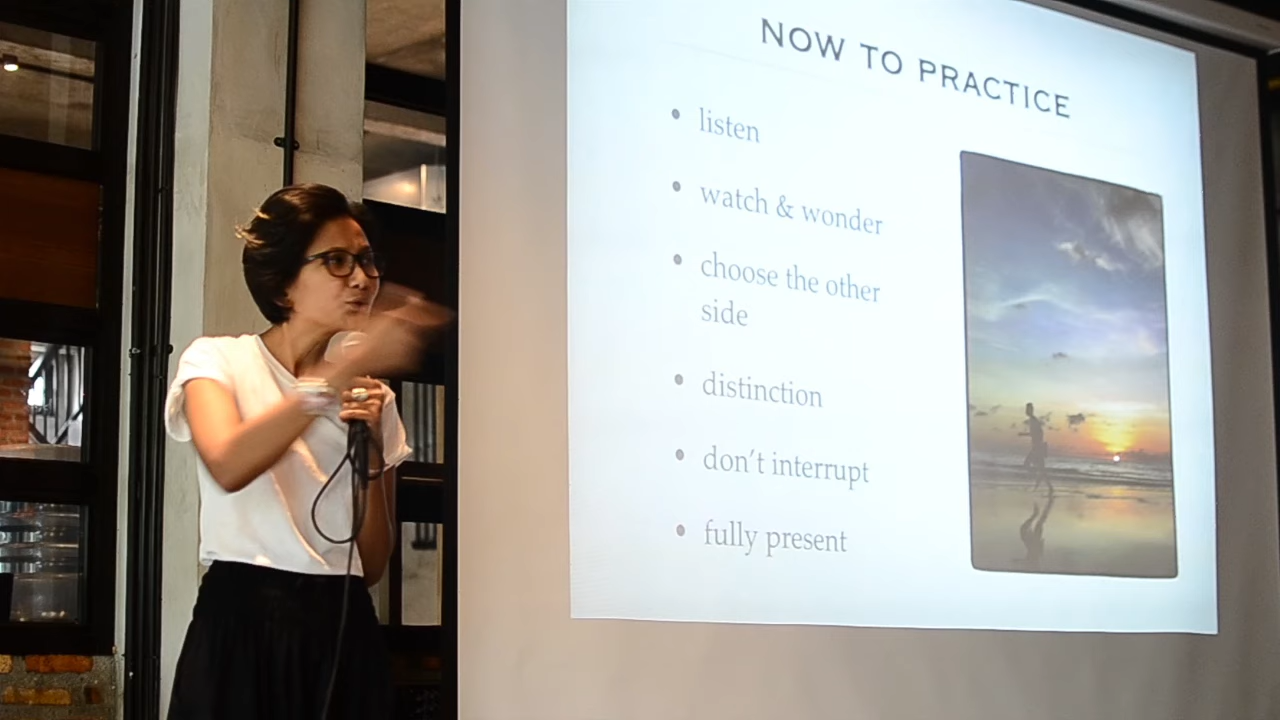 NOW TO PRACTICE
• listen
• watch & wonder
• choose the other
side
• distinction
• don't interrupt
• fully present